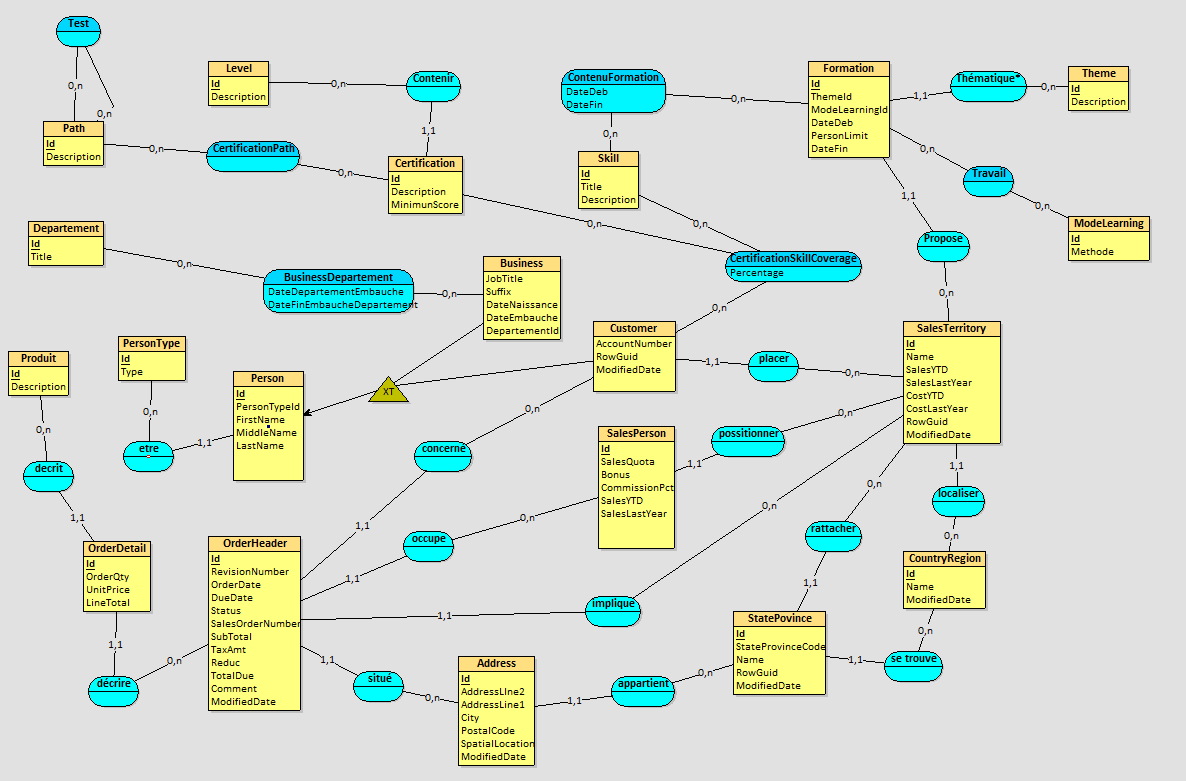 Test
0,n
0,n
Path
Id
Description
Level
Id
Description
0,n
Contenir
1,1
0,n
CertificationPath
0,n
Certification
Id
Description
MinimunScore
ContenuFormation
DateDeb
DateFin
0,n
0,n
Skill
Id
Title
Description
Formation
Id
ThemeId
ModeLearningId
DateDeb
PersonLimit
DateFin
1,1
Thématique*
0,n
Theme
Id
Description
0,n
Travail
0,n
ModeLearning
Id
Methode
1,1
Propose
0,n
0,n
0,n
CertificationSkillCoverage
Percentage
0,n
Departement
Id
Title
0,n
BusinessDepartement
DateDepartementEmbauche
DateFinEmbaucheDepartement
0,n
Business
JobTitle
Suffix
DateNaissance
DateEmbauche
DepartementId
Customer
AccountNumber
RowGuid
ModifiedDate
1,1
placer
0,n
SalesTerritory
Id
Name
SalesYTD
SalesLastYear
CostYTD
CostLastYear
RowGuid
ModifiedDate
Produit
Id
Description
0,n
decrit
1,1
PersonType
Id
Type
0,n
etre
1,1
Person
Id
PersonTypeId
FirstName
MiddleName
LastName
XT
0,n
concerne
1,1
SalesPerson
Id
SalesQuota
Bonus
CommissionPct
SalesYTD
SalesLastYear
1,1
possitionner
0,n
0,n
occupe
1,1
0,n
implique
1,1
0,n
rattacher
1,1
1,1
localiser
0,n
CountryRegion
Id
Name
ModifiedDate
0,n
se trouve
1,1
StatePovince
Id
StateProvinceCode
Name
RowGuid
ModifiedDate
OrderDetail
Id
OrderQty
UnitPrice
LineTotal
1,1
décrire
0,n
OrderHeader
Id
RevisionNumber
OrderDate
DueDate
Status
SalesOrderNumber
SubTotal
TaxAmt
Reduc
TotalDue
Comment
ModifiedDate
1,1
situé
0,n
Address
Id
AddressLIne2
AddressLine1
City
PostalCode
SpatialLocation
ModifiedDate
1,1
appartient
0,n